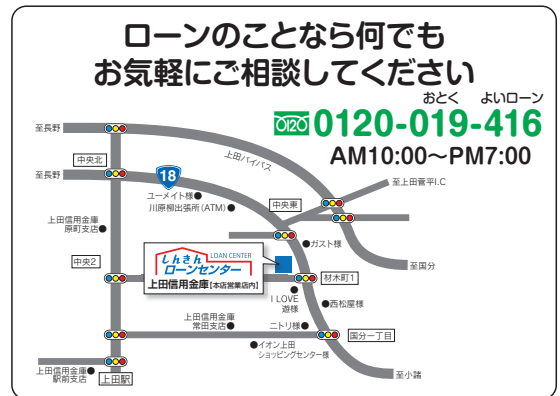 ローンのことなら何でも
お気軽にご相談してください
おとく よいローン
0120 0120-019-416
AM10:00～PM7:00
至長野
上田バイパス
中央北
至長野
18
至上田菅平I.C
ユーメイト様
川原柳出張所(ATM)
中央東
上田信用金庫
原町支店
ガスト様
しんきん LOAN CENTER
ローンセンター
上田信用金庫【本店営業店内】
中央2
至国分
材木町1
I LOVE
遊様
西松屋様
上田信用金庫
常田支店
ニトリ様
国分一丁目
イオン上田
ショッピングセンター様
上田信用金庫
駅前支店
上田駅
至小諸